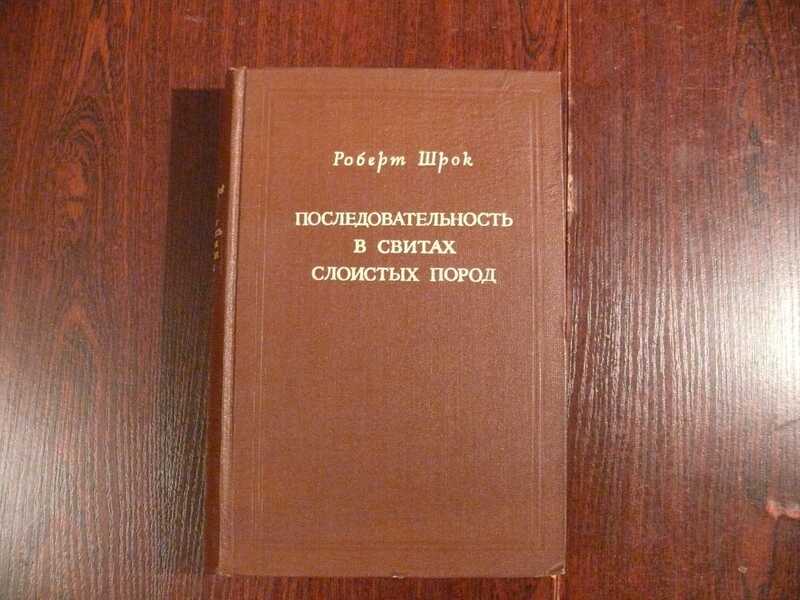 Роберт Шрок
ПОСЛЕДОВАТЕЛЬНОСТЬ
В СВИТАХ
СЛОИСТЫХ ПОРОД